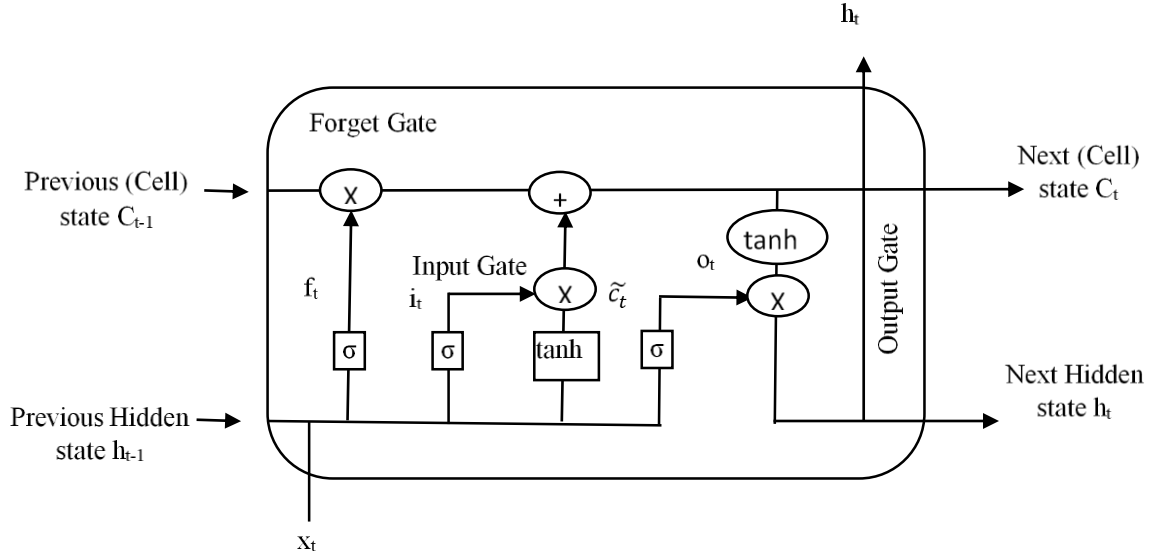 hₜ
Forget Gate
Previous (Cell)
state Cₜ₋₁
X
+
Next (Cell)
state Cₜ
tanh
Input Gate
fₜ
iₜ
X
c̃ₜ
oₜ
X
Output Gate
σ
σ
tanh
σ
Previous Hidden
state hₜ₋₁
Next Hidden
state hₜ
xₜ